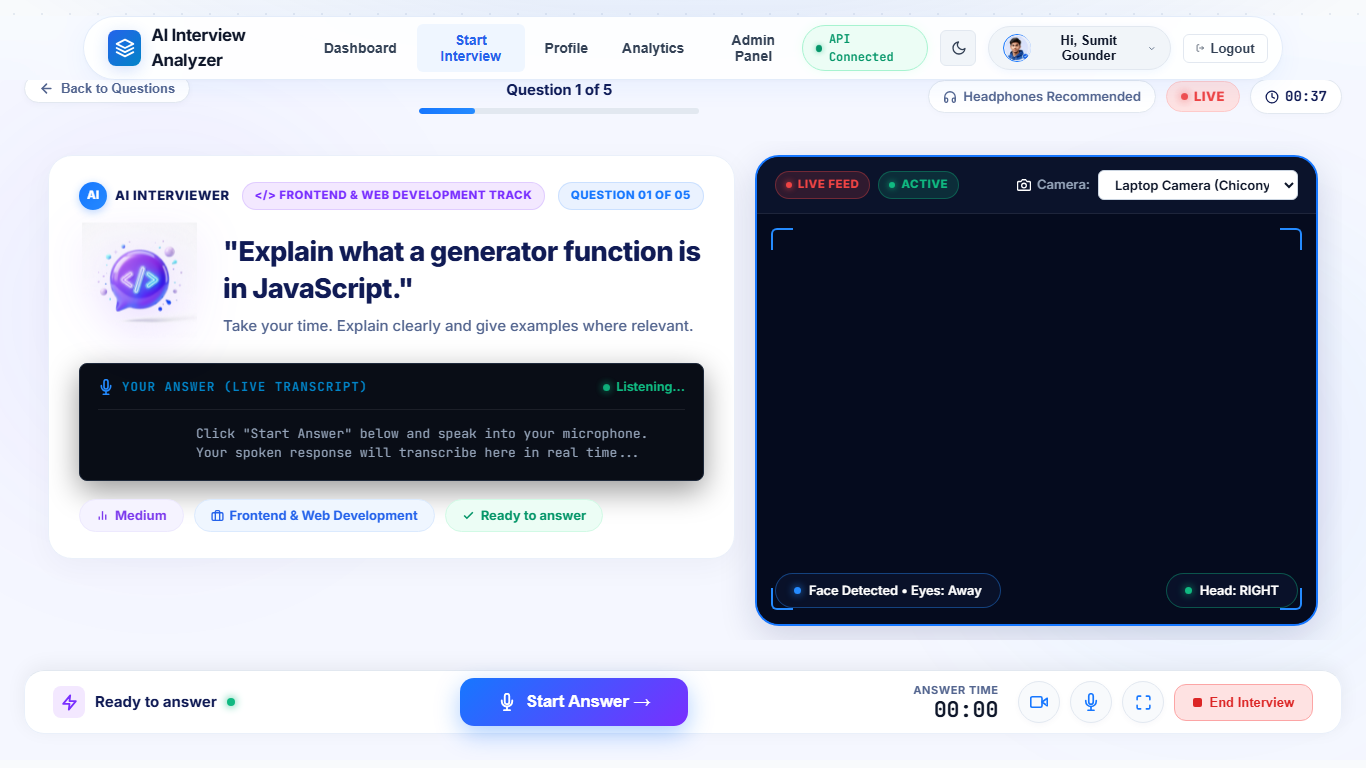 AI Interview
Analyzer
Dashboard
Start
Interview
Profile
Analytics
Admin
Panel
API
Connected
Hi, Sumit
Gounder
Logout
Back to Questions
Question 1 of 5
Headphones Recommended
LIVE
00:37
AI
AI INTERVIEWER
</> FRONTEND & WEB DEVELOPMENT TRACK
QUESTION 01 OF 05
"Explain what a generator function is
in JavaScript."
Take your time. Explain clearly and give examples where relevant.
YOUR ANSWER (LIVE TRANSCRIPT)
Listening...
Click "Start Answer" below and speak into your microphone.
Your spoken response will transcribe here in real time...
Medium
Frontend & Web Development
Ready to answer
LIVE FEED
ACTIVE
Camera:
Laptop Camera (Chicony
Face Detected • Eyes: Away
Head: RIGHT
Ready to answer
Start Answer →
ANSWER TIME
00:00
End Interview